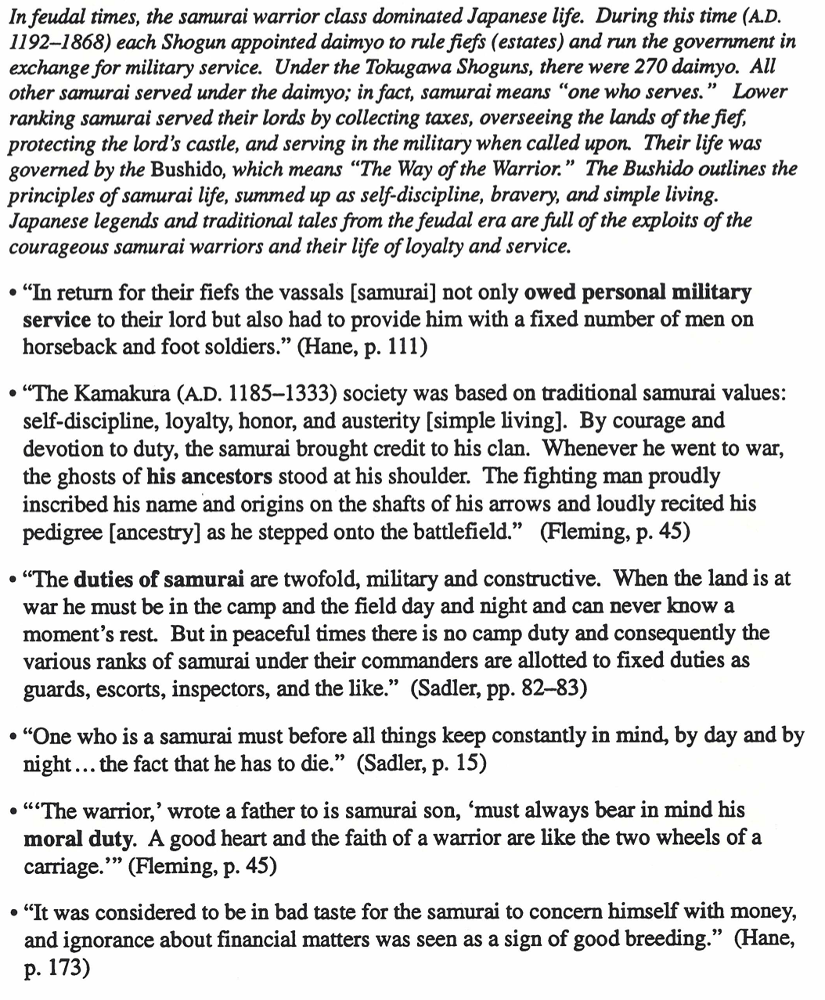 In feudal times, the samurai warrior class dominated Japanese life. During this time (A.D.
1192–1868) each Shogun appointed daimyo to rule fiefs (estates) and run the government in
exchange for military service. Under the Tokugawa Shoguns, there were 270 daimyo. All
other samurai served under the daimyo; in fact, samurai means “one who serves.” Lower
ranking samurai served their lords by collecting taxes, overseeing the lands of the fief,
protecting the lord’s castle, and serving in the military when called upon. Their life was
governed by the Bushido, which means “The Way of the Warrior.” The Bushido outlines the
principles of samurai life, summed up as self-discipline, bravery, and simple living.
Japanese legends and traditional tales from the feudal era are full of the exploits of the
courageous samurai warriors and their life of loyalty and service.
• “In return for their fiefs the vassals [samurai] not only owed personal military
service to their lord but also had to provide him with a fixed number of men on
horseback and foot soldiers.” (Hane, p. 111)
• “The Kamakura (A.D. 1185–1333) society was based on traditional samurai values:
self-discipline, loyalty, honor, and austerity [simple living]. By courage and
devotion to duty, the samurai brought credit to his clan. Whenever he went to war,
the ghosts of his ancestors stood at his shoulder. The fighting man proudly
inscribed his name and origins on the shafts of his arrows and loudly recited his
pedigree [ancestry] as he stepped onto the battlefield.” (Fleming, p. 45)
• “The duties of samurai are twofold, military and constructive. When the land is at
war he must be in the camp and the field day and night and can never know a
moment’s rest. But in peaceful times there is no camp duty and consequently the
various ranks of samurai under their commanders are allotted to fixed duties as
guards, escorts, inspectors, and the like.” (Sadler, pp. 82–83)
• “One who is a samurai must before all things keep constantly in mind, by day and by
night... the fact that he has to die.” (Sadler, p. 15)
• “‘The warrior,’ wrote a father to is samurai son, ‘must always bear in mind his
moral duty. A good heart and the faith of a warrior are like the two wheels of a
carriage.’” (Fleming, p. 45)
• “It was considered to be in bad taste for the samurai to concern himself with money,
and ignorance about financial matters was seen as a sign of good breeding.” (Hane,
p. 173)